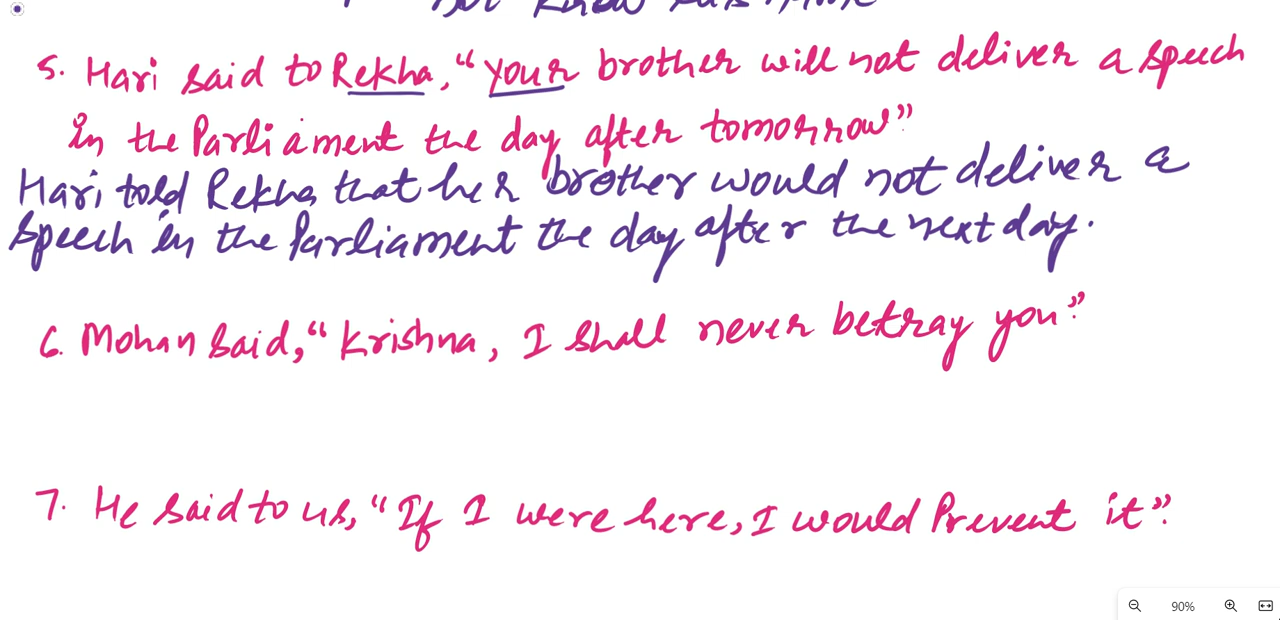 5. Hari said to Rekha, "your brother will not deliver a speech
in the Parliament the day after tomorrow"
Hari told Rekha that her brother would not deliver a
speech in the Parliament the day after the next day.
6. Mohan said, "Krishna, I shall never betray you".
7. He said to us, "If I were here, I would Prevent it".
90%